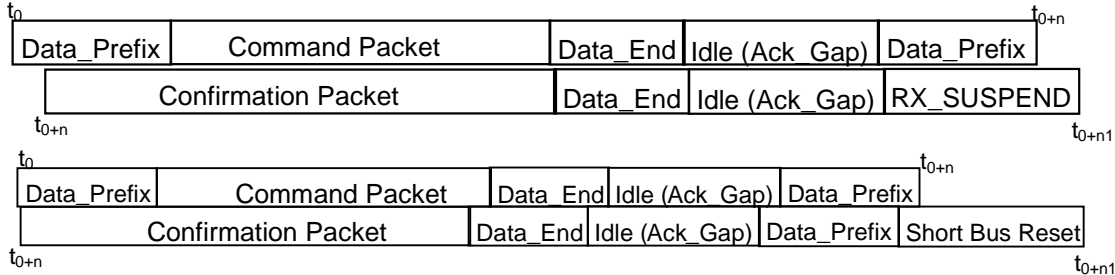 t0 t0+n
Data_Prefix Command Packet Data_End Idle (Ack_Gap) Data_Prefix
Confirmation Packet Data_End Idle (Ack_Gap) RX_SUSPEND
t0+n t0+n1
t0 t0+n
Data_Prefix Command Packet Data_End Idle (Ack_Gap) Data_Prefix
Confirmation Packet Data_End Idle (Ack_Gap) Data_Prefix Short Bus Reset
t0+n t0+n1